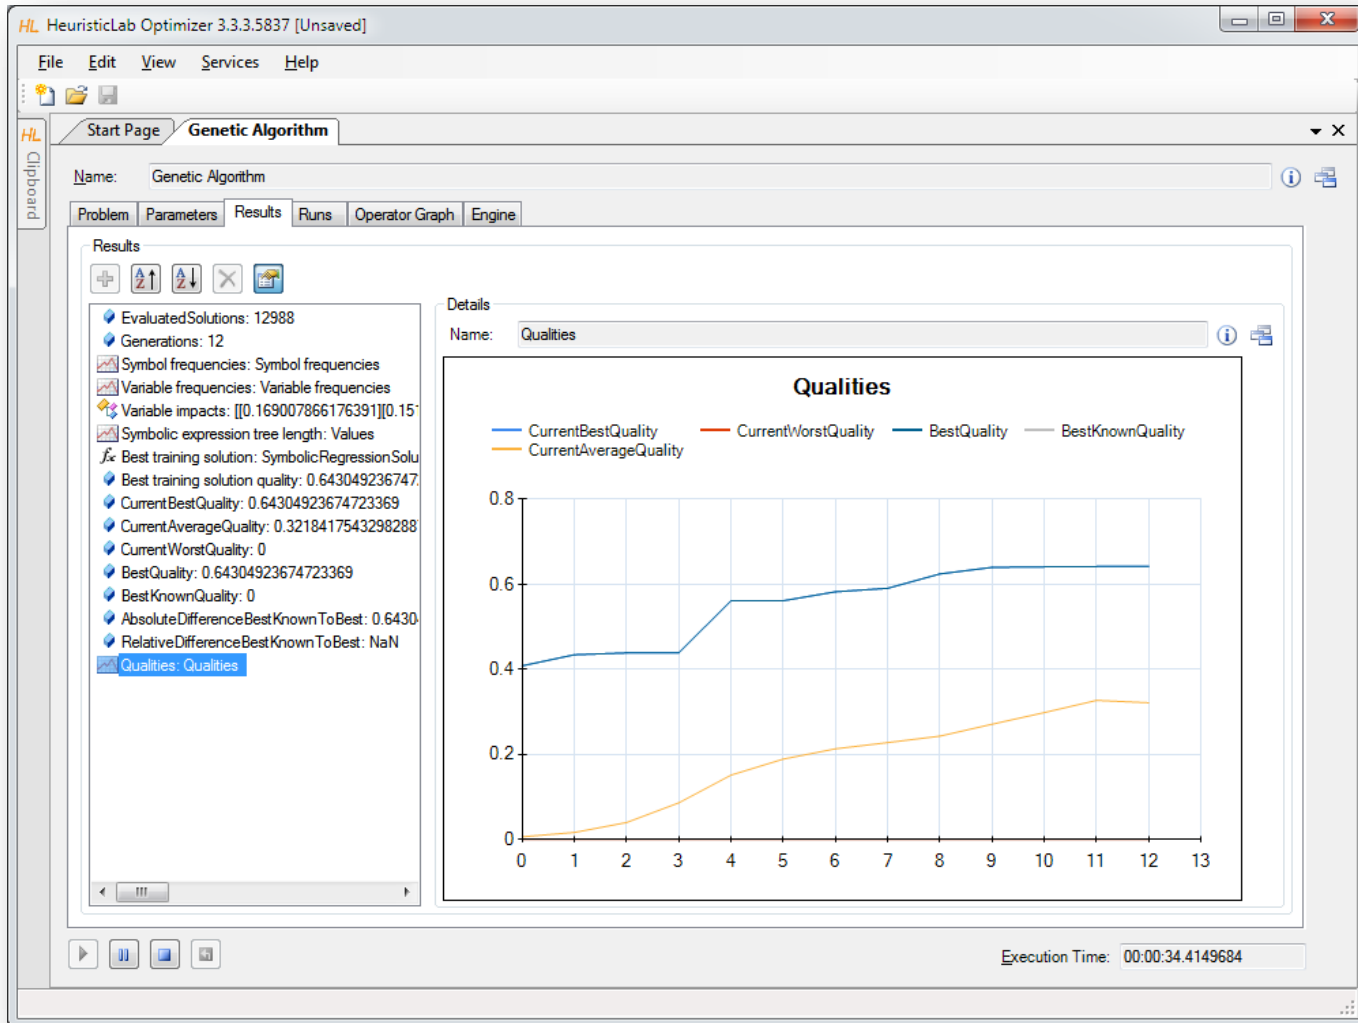 HL HeuristicLab Optimizer 3.3.3.5837 [Unsaved]
File Edit View Services Help
HL Clipboard
Start Page Genetic Algorithm
Name: Genetic Algorithm
Problem Parameters Results Runs Operator Graph Engine
Results
EvaluatedSolutions: 12988
Generations: 12
Symbol frequencies: Symbol frequencies
Variable frequencies: Variable frequencies
Variable impacts: [[0.169007866176391][0.15
Symbolic expression tree length: Values
Best training solution: SymbolicRegressionSolu
Best training solution quality: 0.643049236747
CurrentBestQuality: 0.64304923674723369
CurrentAverageQuality: 0.3218417543298288
CurrentWorstQuality: 0
BestQuality: 0.64304923674723369
BestKnownQuality: 0
AbsoluteDifferenceBestKnownToBest: 0.6430
RelativeDifferenceBestKnownToBest: NaN
Qualities: Qualities
Details
Name: Qualities
Qualities
CurrentBestQuality CurrentWorstQuality BestQuality BestKnownQuality
CurrentAverageQuality
0.8
0.6
0.4
0.2
0
0 1 2 3 4 5 6 7 8 9 10 11 12 13
Execution Time: 00:00:34.4149684